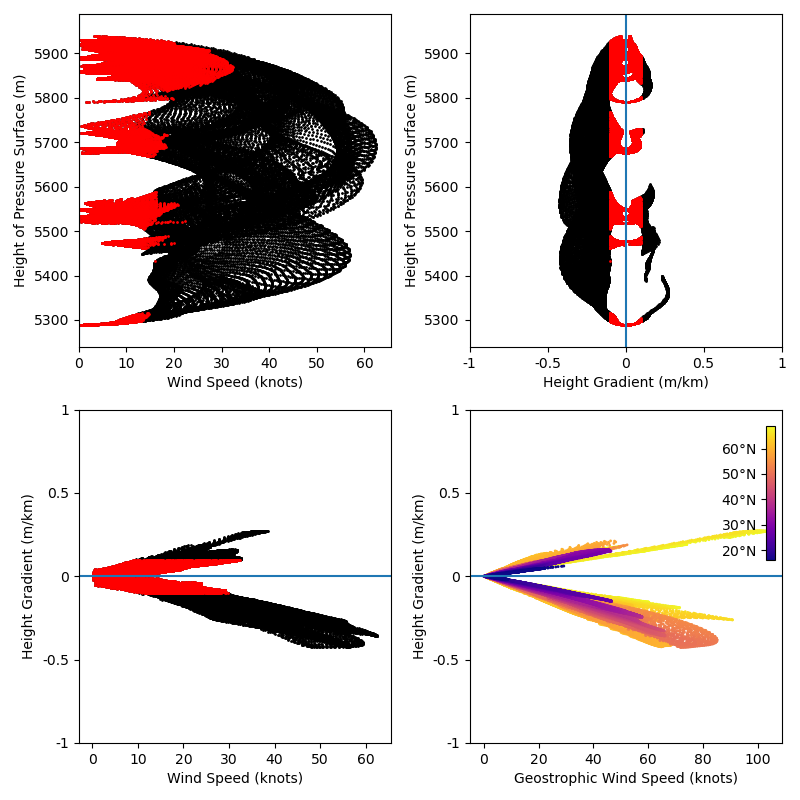 5900
5800
5700
5600
5500
5400
5300
Height of Pressure Surface (m)
0 10 20 30 40 50 60
Wind Speed (knots)
5900
5800
5700
5600
5500
5400
5300
Height of Pressure Surface (m)
-1 -0.5 0 0.5 1
Height Gradient (m/km)
1
0.5
0
-0.5
-1
Height Gradient (m/km)
0 10 20 30 40 50 60
Wind Speed (knots)
1
0.5
0
-0.5
-1
Height Gradient (m/km)
60°N
50°N
40°N
30°N
20°N
0 20 40 60 80 100
Geostrophic Wind Speed (knots)